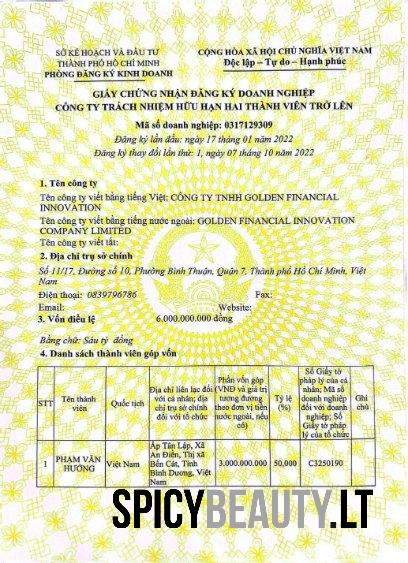 SỞ KẾ HOẠCH VÀ ĐẦU TƯ
THÀNH PHỐ HỒ CHÍ MINH
PHÒNG ĐĂNG KÝ KINH DOANH
CỘNG HÒA XÃ HỘI CHỦ NGHĨA VIỆT NAM
Độc lập – Tự do – Hạnh phúc
GIẤY CHỨNG NHẬN ĐĂNG KÝ DOANH NGHIỆP
CÔNG TY TRÁCH NHIỆM HỮU HẠN HAI THÀNH VIÊN TRỞ LÊN
Mã số doanh nghiệp: 0317129309
Đăng ký lần đầu: ngày 17 tháng 01 năm 2022
Đăng ký thay đổi lần thứ: 1, ngày 07 tháng 10 năm 2022
1. Tên công ty
Tên công ty viết bằng tiếng Việt: CÔNG TY TNHH GOLDEN FINANCIAL
INNOVATION
Tên công ty viết bằng tiếng nước ngoài: GOLDEN FINANCIAL INNOVATION
COMPANY LIMITED
Tên công ty viết tắt:
2. Địa chỉ trụ sở chính
Số 11/17, Đường số 10, Phường Bình Thuận, Quận 7, Thành phố Hồ Chí Minh, Việt
Nam
Điện thoại: 0839796786 Fax:
Email: Website:
3. Vốn điều lệ 6.000.000.000 đồng
Bằng chữ: Sáu tỷ đồng
4. Danh sách thành viên góp vốn
STT
Tên thành
viên
Quốc tịch
Địa chỉ liên lạc đối
với cá nhân; địa
chỉ trụ sở chính
đối với tổ chức
Phần vốn góp
(VNĐ và giá trị
tương đương
theo đơn vị tiền
nước ngoài, nếu
có)
Tỷ lệ
(%)
Số Giấy tờ
pháp lý của cá
nhân; Mã số
doanh nghiệp
đối với doanh
nghiệp; Số
Giấy tờ pháp
lý của tổ chức
Ghi
chú
1
PHẠM VĂN
HƯỞNG
Việt Nam
Ấp Tân Lập, Xã
An Điền, Thị xã
Bến Cát, Tỉnh
Bình Dương, Việt
Nam
3.000.000.000
50,000
C3250190
SPICYBEAUTY.LT